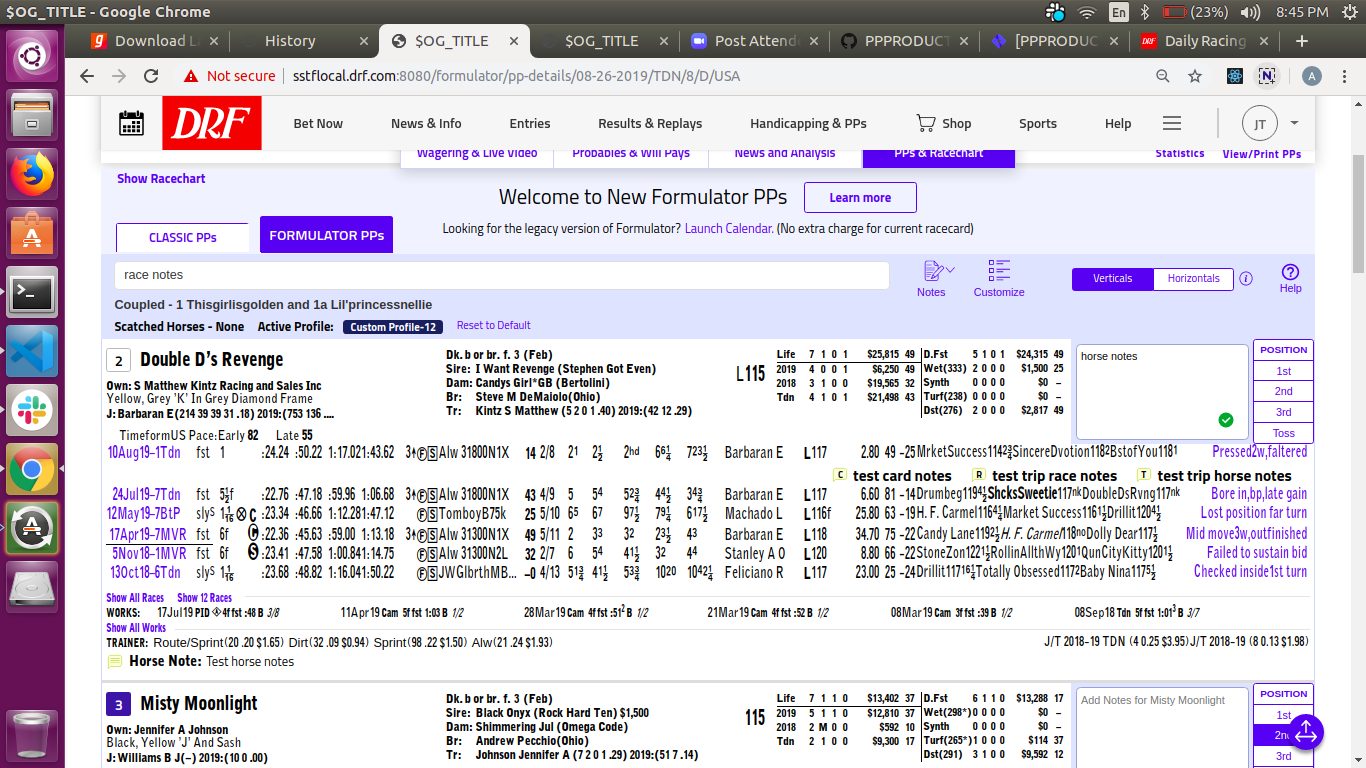 $OG_TITLE - Google Chrome
En (23%) 8:45 PM
Download L History $OG_TITLE $OG_TITLE Post Attend PPPRODUCT [PPPRODUC Daily Racing
Not secure sstflocal.drf.com:8080/formulator/pp-details/08-26-2019/TDN/8/D/USA A
DRF Bet Now News & Info Entries Results & Replays Handicapping & PPs Shop Sports Help JT
Wagering & Live Video Probables & Will Pays News and Analysis PPs & Racechart Statistics View/Print PPs
Show Racechart
Welcome to New Formulator PPs Learn more
CLASSIC PPs FORMULATOR PPs
Looking for the legacy version of Formulator? Launch Calendar. (No extra charge for current racecard)
race notes
Notes Customize Verticals Horizontals i Help
Coupled - 1 Thisgirlisgolden and 1a Lil'princessnellie
Scatched Horses - None Active Profile: Custom Profile-12 Reset to Default
2 Double D's Revenge
Own: S Matthew Kintz Racing and Sales Inc
Yellow, Grey 'K' In Grey Diamond Frame
J: Barbaran E(214 39 39 31 .18) 2019:(753 136 ....
Dk. b or br. f. 3 (Feb)
Sire: I Want Revenge (Stephen Got Even)
Dam: Candys Girl*GB (Bertolini)
Br: Steve M DeMaiolo(Ohio)
Tr: Kintz S Matthew (5 2 0 1 .40) 2019:(42 12 .29)
L115
Life 7 1 0 1 $25,815 49 D.Fst 5 1 0 1 $24,315 49
2019 4 0 0 1 $6,250 49 Wet(333) 2 0 0 0 $1,500 25
2018 3 1 0 0 $19,565 32 Synth 0 0 0 0 $0 –
Tdn 4 1 0 1 $21,498 43 Turf(238) 0 0 0 0 $0 –
Dst(276) 2 0 0 0 $2,817 49
horse notes
POSITION
1st
2nd
3rd
Toss
TimeformUS Pace: Early 82 Late 55
10Aug19–1Tdn fst 1 :24.24 :50.22 1:17.021:43.62 3↑ⒻⓈAlw 31800N1X 14 2/8 2¹ 2½ 2hd 66¼ 723½ Barbaran E L117 2.80 49 -25 MrketSuccess1142¾SincereDvotion1182BstofYou1181 Pressed2w,faltered
C test card notes R test trip race notes T test trip horse notes
24Jul19–7Tdn fst 5½f :22.76 :47.18 :59.96 1:06.68 3↑ⒻⓈAlw 31800N1X 43 4/9 5 54 52¾ 44½ 34¾ Barbaran E L117 6.60 81 -14 Drumbeg1194½ShcksSweetie117nkDoubleDsRvng117nk Bore in,bp,late gain
12May19–7BtP slyS 1 1/16 ⊗ C :23.34 :46.66 1:12.281:47.12 ⒻⓈTomboyB75k 25 5/10 65 67 97½ 79¼ 617½ Machado L L116f 25.80 63 -19 H. F. Carmel1164¼Market Success1161½Drillit1204½ Lost position far turn
17Apr19–7MVR fst 6f :22.36 :45.63 :59.00 1:13.18 3↑ⒻⓈAlw 31300N1X 49 5/11 2 33 32 23½ 43 Barbaran E L118 34.70 75 -22 Candy Lane1192½H. F. Carmel118noDolly Dear117½ Mid move3w,outfinished
5Nov18–1MVR fst 6f :23.41 :47.58 1:00.841:14.75 ⒻⓈAlw 31300N2L 32 2/7 6 54 41½ 32 44 Stanley A O L120 8.80 66 -22 StoneZon1221½RollinAllthWy1201QunCityKitty1201½ Failed to sustain bid
13Oct18–6Tdn slyS 1 1/16 :23.68 :48.82 1:16.041:50.22 ⒻⓈJWGlbrthMB... –0 4/13 51¾ 41½ 53¾ 1020 1042¼ Feliciano R L117 23.00 25 -24 Drillit11716¼Totally Obsessed1172Baby Nina1175½ Checked inside1st turn
Show All Races Show 12 Races
WORKS: 17Jul19 PID 4f fst :48 B 3/8 11Apr19 Cam 5f fst 1:03 B 1/2 28Mar19 Cam 4f fst :51² B 1/2 21Mar19 Cam 4f fst :52 B 1/2 08Mar19 Cam 3f fst :39 B 1/2 08Sep18 Tdn 5f fst 1:01³ B 3/7
Show All Works
TRAINER: Route/Sprint(20 .20 $1.65) Dirt(32 .09 $0.94) Sprint(98 .22 $1.50) Alw(21 .24 $1.93) J/T 2018-19 TDN (4 0.25 $3.95)J/T 2018-19 (8 0.13 $1.98)
Horse Note: Test horse notes
3 Misty Moonlight
Own: Jennifer A Johnson
Black, Yellow 'J' And Sash
J: Williams B J(–) 2019:(10 0 .00)
Dk. b or br. f. 3 (Feb)
Sire: Black Onyx (Rock Hard Ten) $1,500
Dam: Shimmering Jul (Omega Code)
Br: Andrew Pecchio(Ohio)
Tr: Johnson Jennifer A (7 2 0 1 .29) 2019:(51 7 .14)
115
Life 7 1 1 0 $13,402 37 D.Fst 6 1 1 0 $13,288 17
2019 5 1 1 0 $12,810 37 Wet(298*) 0 0 0 0 $0 –
2018 2 M 0 0 $592 10 Synth 0 0 0 0 $0 –
Tdn 2 1 0 0 $9,300 17 Turf(265*) 1 0 0 0 $114 37
Dst(291) 3 1 0 0 $9,592 12
Add Notes for Misty Moonlight
POSITION
1st
2nd
3rd